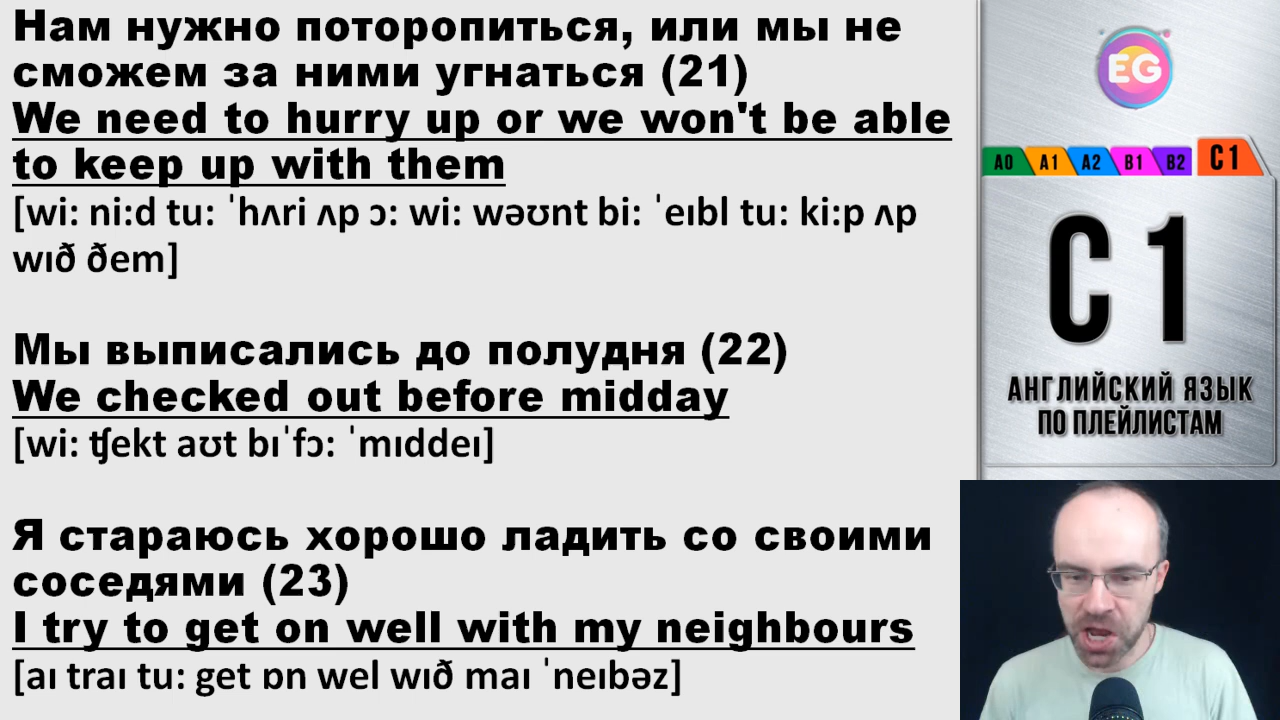 Нам нужно поторопиться, или мы не
сможем за ними угнаться (21)
We need to hurry up or we won't be able
to keep up with them
[wi: ni:d tu: ˈhʌri ʌp ɔ: wi: wəʊnt bi: ˈeɪbl tu: ki:p ʌp
wɪð ðem]
Мы выписались до полудня (22)
We checked out before midday
[wi: ʧekt aʊt bɪˈfɔ: ˈmɪddeɪ]
Я стараюсь хорошо ладить со своими
соседями (23)
I try to get on well with my neighbours
[aɪ traɪ tu: get ɒn wel wɪð maɪ ˈneɪbəz]
EG
A0 A1 A2 B1 B2 C1
C1
АНГЛИЙСКИЙ ЯЗЫК
ПО ПЛЕЙЛИСТАМ